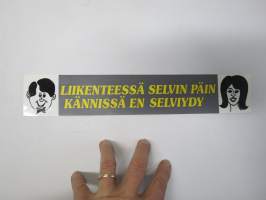 LIIKENTEESSÄ SELVIN PÄIN
KÄNNISSÄ EN SELVIYDY